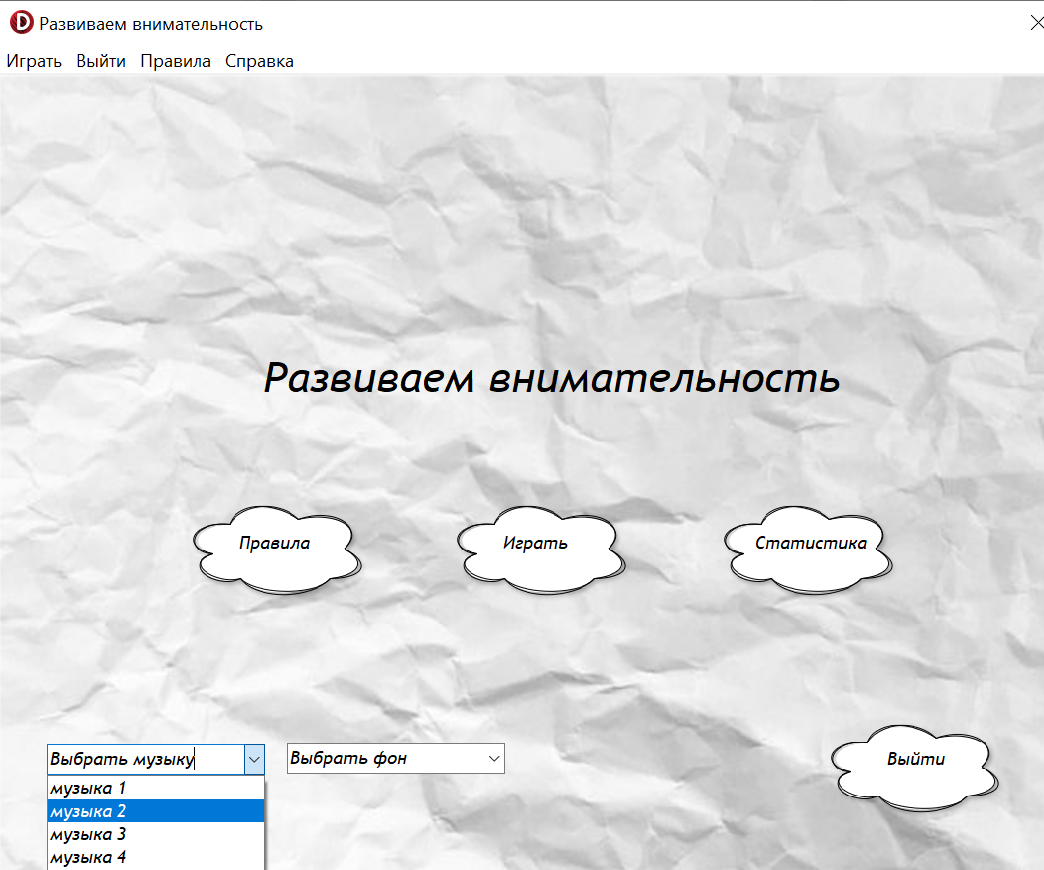 Развиваем внимательность
Играть Выйти Правила Справка
Развиваем внимательность
Правила
Играть
Статистика
Выбрать музыку
Выбрать фон
Выйти
музыка 1
музыка 2
музыка 3
музыка 4